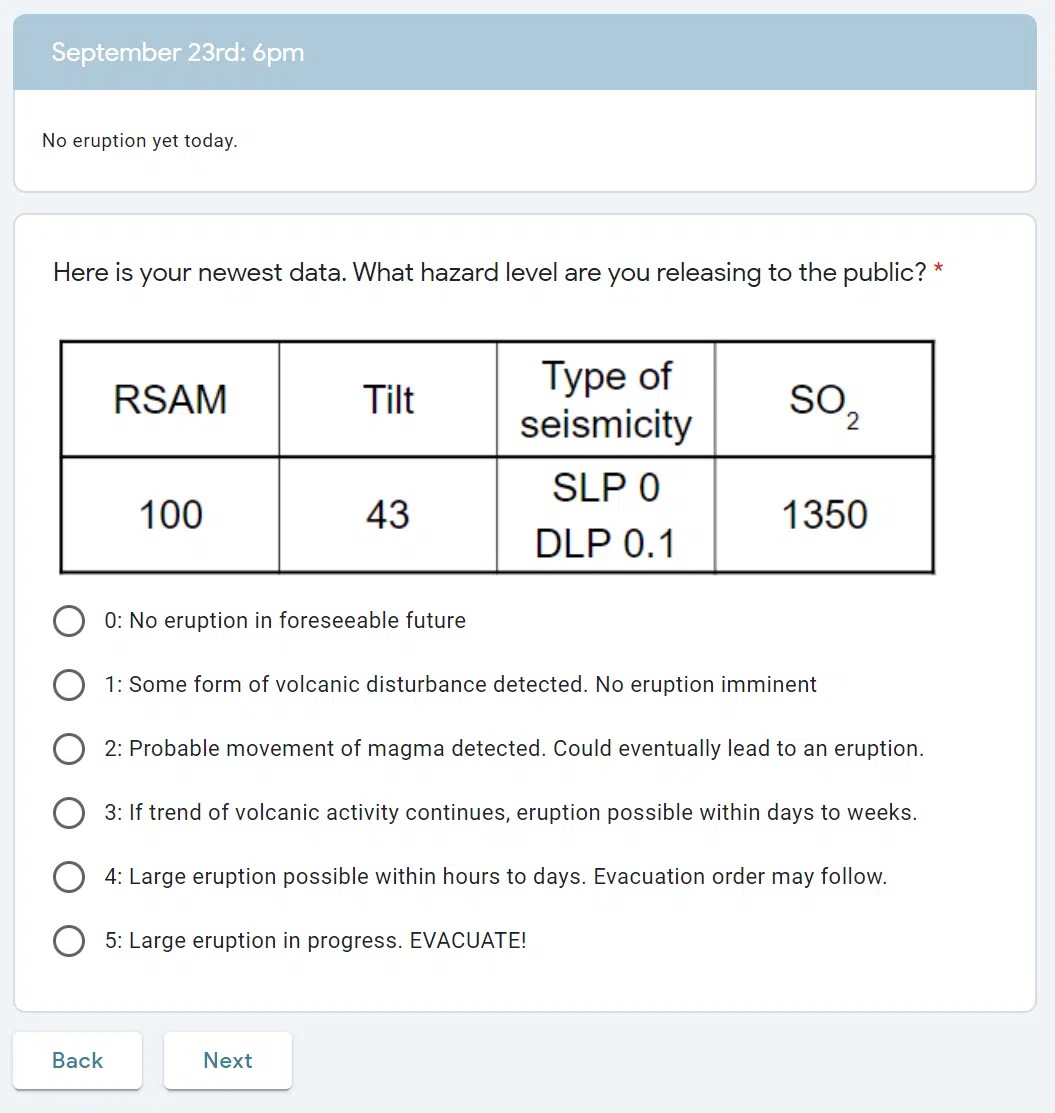 September 23rd: 6pm
No eruption yet today.
Here is your newest data. What hazard level are you releasing to the public? *
RSAM
Tilt
Type of
seismicity
SO₂
100
43
SLP 0
DLP 0.1
1350
0: No eruption in foreseeable future
1: Some form of volcanic disturbance detected. No eruption imminent
2: Probable movement of magma detected. Could eventually lead to an eruption.
3: If trend of volcanic activity continues, eruption possible within days to weeks.
4: Large eruption possible within hours to days. Evacuation order may follow.
5: Large eruption in progress. EVACUATE!
Back
Next